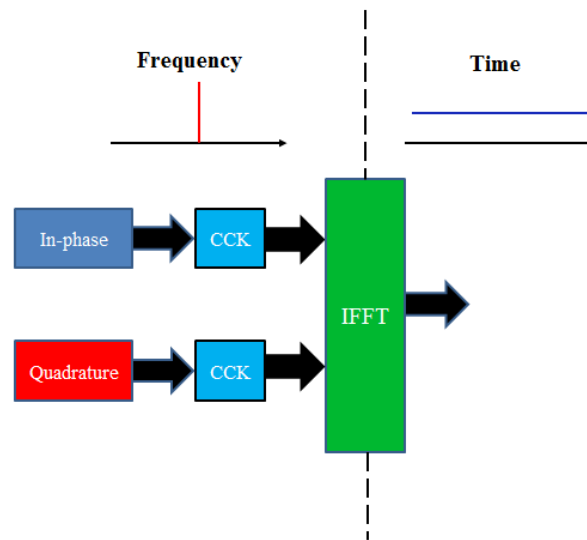 Frequency
Time
In-phase
CCK
IFFT
Quadrature
CCK